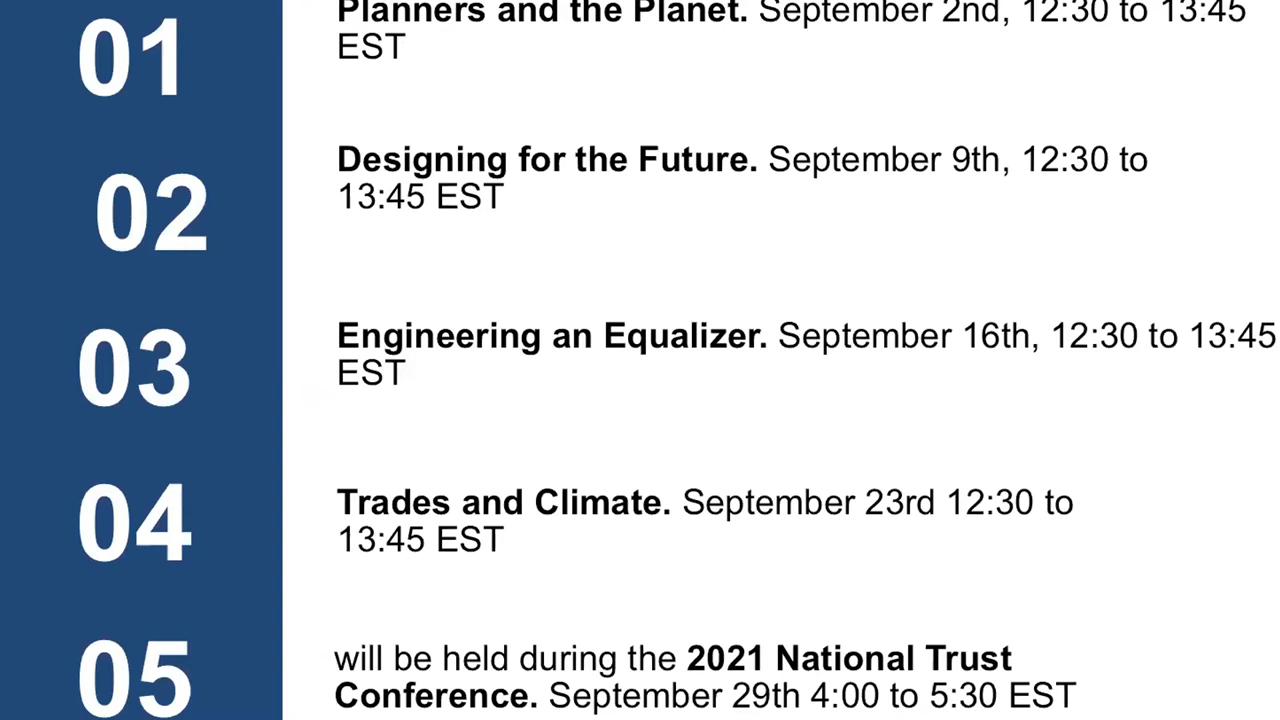 01
Planners and the Planet. September 2nd, 12:30 to 13:45
EST
02
Designing for the Future. September 9th, 12:30 to
13:45 EST
03
Engineering an Equalizer. September 16th, 12:30 to 13:45
EST
04
Trades and Climate. September 23rd 12:30 to
13:45 EST
05
will be held during the 2021 National Trust
Conference. September 29th 4:00 to 5:30 EST